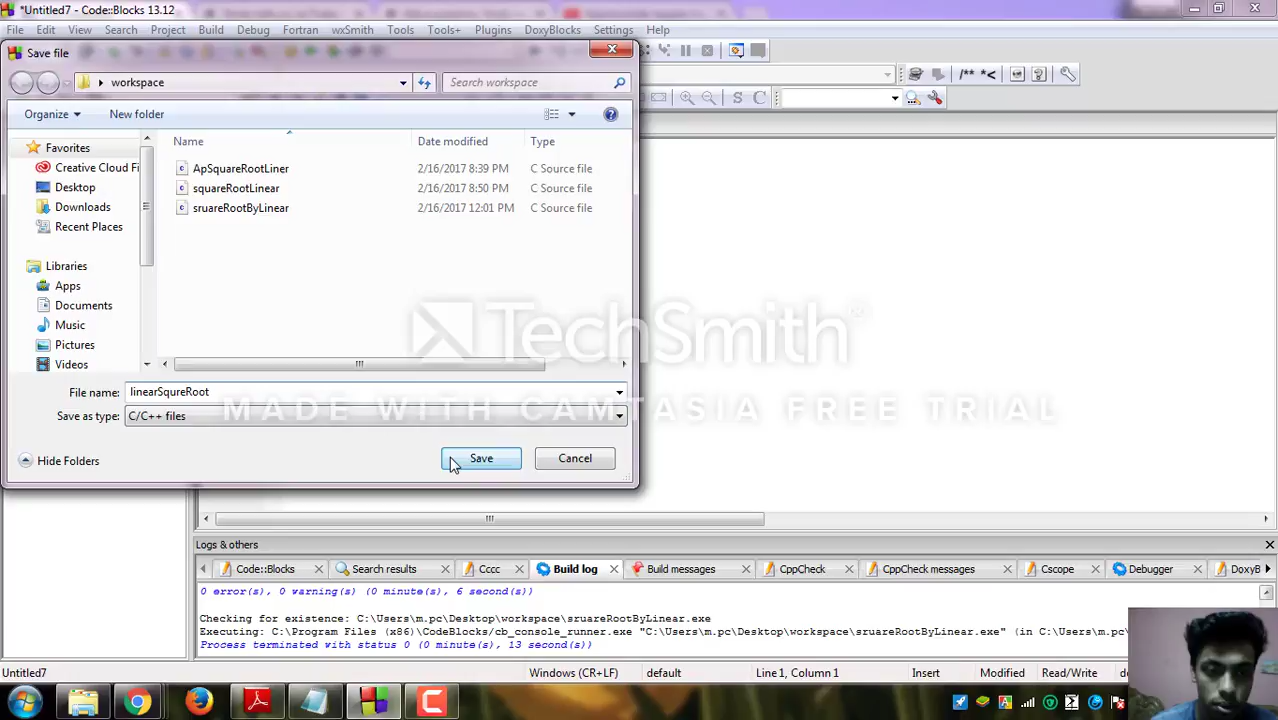 *Untitled7 - Code::Blocks 13.12
File Edit View Search Project Build Debug Fortran wxSmith Tools Tools+ Plugins DoxyBlocks Settings Help
Save file
workspace
Search workspace
Organize New folder
Name Date modified Type
Favorites
Creative Cloud Fi
Desktop
Downloads
Recent Places
Libraries
Apps
Documents
Music
Pictures
Videos
ApSquareRootLiner 2/16/2017 8:39 PM C Source file
squareRootLinear 2/16/2017 8:50 PM C Source file
sruareRootByLinear 2/16/2017 12:01 PM C Source file
/** *<
S C
TechSmith
MADE WITH CAMTASIA FREE TRIAL
File name: linearSqureRoot
Save as type: C/C++ files
Hide Folders Save Cancel
Logs & others
Code::Blocks Search results Cccc Build log Build messages CppCheck CppCheck messages Cscope Debugger DoxyB
0 error(s), 0 warning(s) (0 minute(s), 6 second(s))
Checking for existence: C:\Users\m.pc\Desktop\workspace\sruareRootByLinear.exe
Executing: C:\Program Files (x86)\CodeBlocks/cb_console_runner.exe "C:\Users\m.pc\Desktop\workspace\sruareRootByLinear.exe" (in C:\Users\m.pc
Process terminated with status 0 (0 minute(s), 13 second(s))
Untitled7 Windows (CR+LF) default Line 1, Column 1 Insert Modified Read/Write de